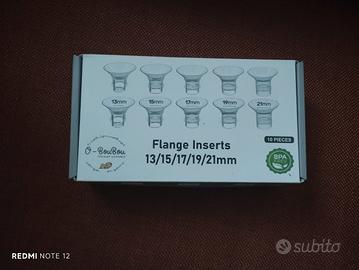 13mm 15mm 17mm 19mm 21mm
O-BouBou
Flange Inserts
13/15/17/19/21mm
10 PIECES
BPA
REDMI NOTE 12
subito